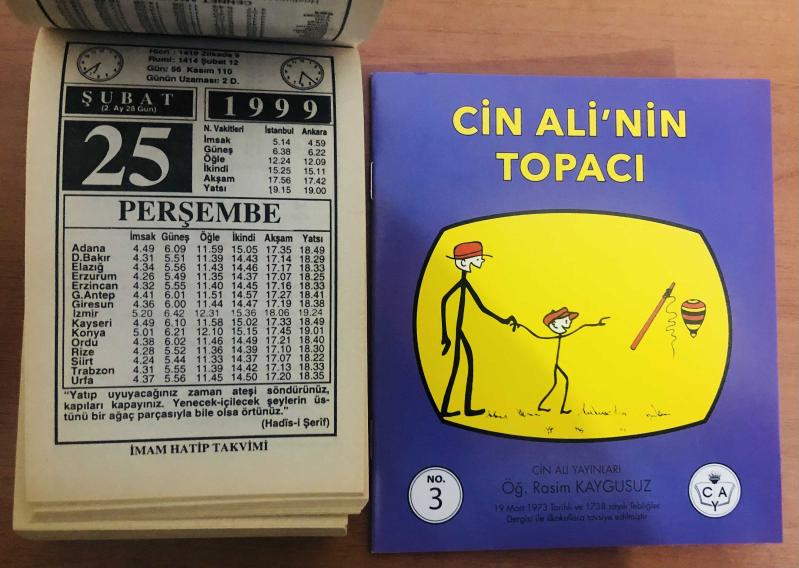 Hicri : 1419 Zilkade 9
Rumi: 1414 Şubat 12
Gün: 56 Kasım 110
Günün Uzaması: 2 D.
ŞUBAT
(2. Ay 28 Gün)
1999
25
N. Vakitleri İstanbul Ankara
İmsak 5.14 4.59
Güneş 6.38 6.22
Öğle 12.24 12.09
İkindi 15.25 15.11
Akşam 17.56 17.42
Yatsı 19.15 19.00
PERŞEMBE
İmsak Güneş Öğle İkindi Akşam Yatsı
Adana 4.49 6.09 11.59 15.05 17.35 18.49
D.Bakır 4.31 5.51 11.39 14.43 17.14 18.29
Elazığ 4.34 5.56 11.43 14.46 17.17 18.33
Erzurum 4.26 5.49 11.35 14.37 17.07 18.25
Erzincan 4.32 5.55 11.40 14.45 17.16 18.33
G.Antep 4.41 6.01 11.51 14.57 17.27 18.41
Giresun 4.36 6.00 11.44 14.47 17.19 18.38
İzmir 5.20 6.42 12.31 15.36 18.06 19.24
Kayseri 4.49 6.10 11.58 15.02 17.33 18.49
Konya 5.01 6.21 12.10 15.15 17.45 19.01
Ordu 4.38 6.02 11.46 14.49 17.21 18.40
Rize 4.28 5.52 11.36 14.39 17.10 18.30
Siirt 4.24 5.44 11.33 14.37 17.07 18.22
Trabzon 4.31 5.55 11.39 14.42 17.13 18.33
Urfa 4.37 5.56 11.45 14.50 17.20 18.35
“Yatıp uyuyacağınız zaman ateşi söndürünüz,
kapıları kapayınız. Yenecek-içilecek şeylerin üs-
tünü bir ağaç parçasıyla bile olsa örtünüz.”
(Hadîs-i Şerif)
İMAM HATİP TAKVİMİ
CİN ALİ’NİN
TOPACI
CİN ALİ YAYINLARI
Öğ. Rasim KAYGUSUZ
19 Mart 1973 Tarihli ve 1738 sayılı Tebliğler
Dergisi ile ilkokullara tavsiye edilmiştir
NO.
3
C A
Y